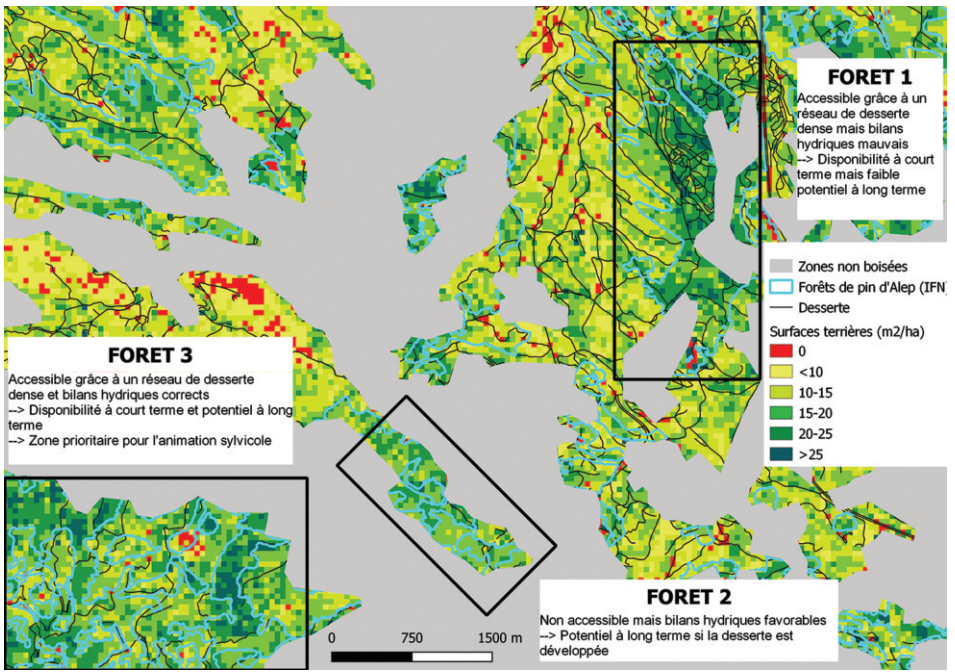 FORET 1
Accessible grâce à un
réseau de desserte
dense mais bilans
hydriques mauvais
--> Disponibilité à court
terme mais faible
potentiel à long terme
Zones non boisées
Forêts de pin d'Alep (IFN)
Desserte
Surfaces terrières (m2/ha)
0
<10
10-15
15-20
20-25
>25
FORET 3
Accessible grâce à un réseau de desserte
dense et bilans hydriques corrects
--> Disponibilité à court terme et potentiel à long
terme
--> Zone prioritaire pour l'animation sylvicole
FORET 2
Non accessible mais bilans hydriques favorables
--> Potentiel à long terme si la desserte est
développée
0 750 1500 m